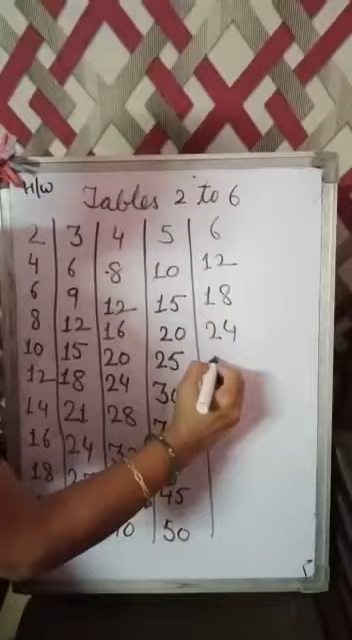 H/W
Tables 2 to 6
2 3 4 5 6
4 6 8 10 12
6 9 12 15 18
8 12 16 20 24
10 15 20 25
12 18 24
14 21 28
16 24
18
45
50